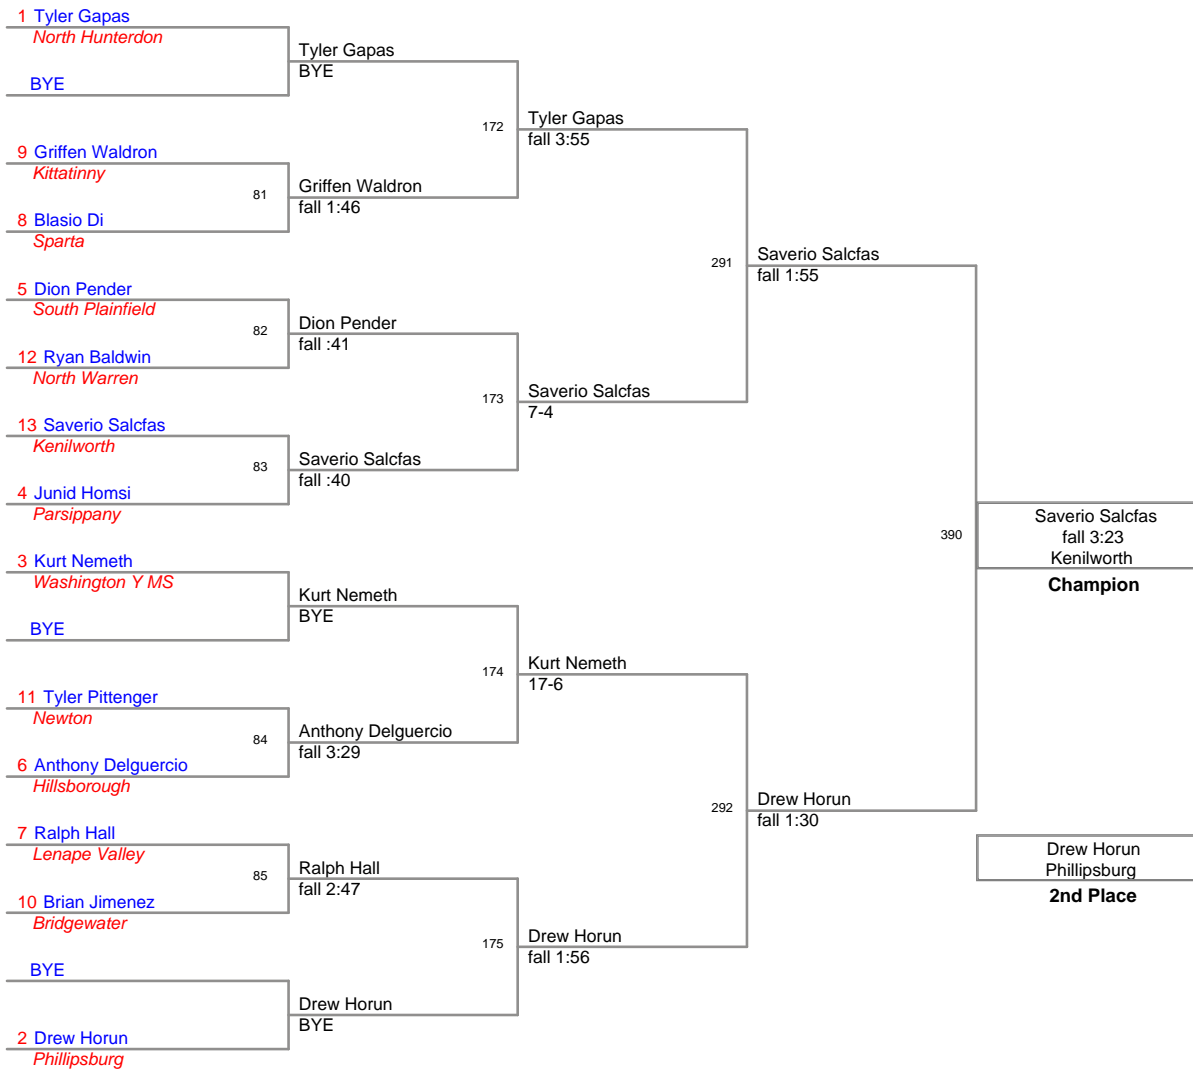 1 Tyler Gapas
North Hunterdon
BYE
9 Griffen Waldron
Kittatinny
8 Blasio Di
Sparta
5 Dion Pender
South Plainfield
12 Ryan Baldwin
North Warren
13 Saverio Salcfas
Kenilworth
4 Junid Homsi
Parsippany
3 Kurt Nemeth
Washington Y MS
BYE
11 Tyler Pittenger
Newton
6 Anthony Delguercio
Hillsborough
7 Ralph Hall
Lenape Valley
10 Brian Jimenez
Bridgewater
BYE
2 Drew Horun
Phillipsburg
Tyler Gapas
BYE
81
Griffen Waldron
fall 1:46
82
Dion Pender
fall :41
83
Saverio Salcfas
fall :40
Kurt Nemeth
BYE
84
Anthony Delguercio
fall 3:29
85
Ralph Hall
fall 2:47
Drew Horun
BYE
172
Tyler Gapas
fall 3:55
173
Saverio Salcfas
7-4
174
Kurt Nemeth
17-6
175
Drew Horun
fall 1:56
291
Saverio Salcfas
fall 1:55
292
Drew Horun
fall 1:30
390
Saverio Salcfas
fall 3:23
Kenilworth
Champion
Drew Horun
Phillipsburg
2nd Place